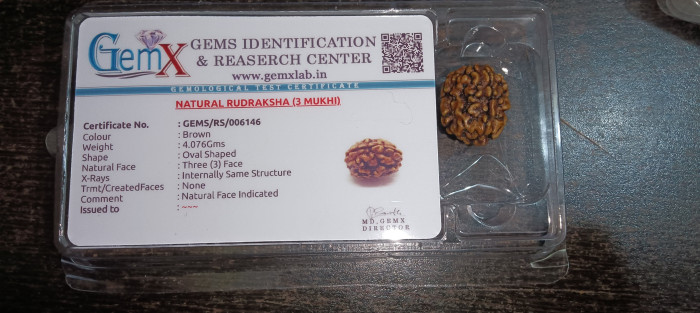 GemX
GEMS IDENTIFICATION
& REASERCH CENTER
www.gemxlab.in
GEMOLOGICAL TEST CERTIFICATE
NATURAL RUDRAKSHA (3 MUKHI)
Certificate No. : GEMS/RS/006146
Colour : Brown
Weight : 4.076Gms
Shape : Oval Shaped
Natural Face : Three (3) Face
X-Rays : Internally Same Structure
Trmt/CreatedFaces : None
Comment : Natural Face Indicated
Issued to : ~~~
MD.GEMX
DIRECTOR